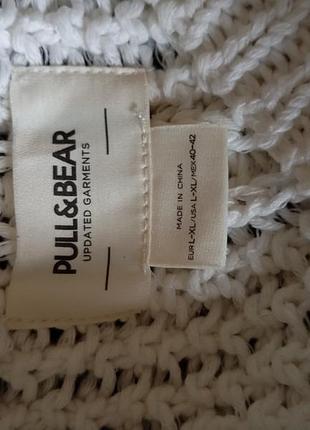 PULL&BEAR
UPDATED GARMENTS
MADE IN CHINA
EUR L-XL/USA L-XL/MEX 40-42